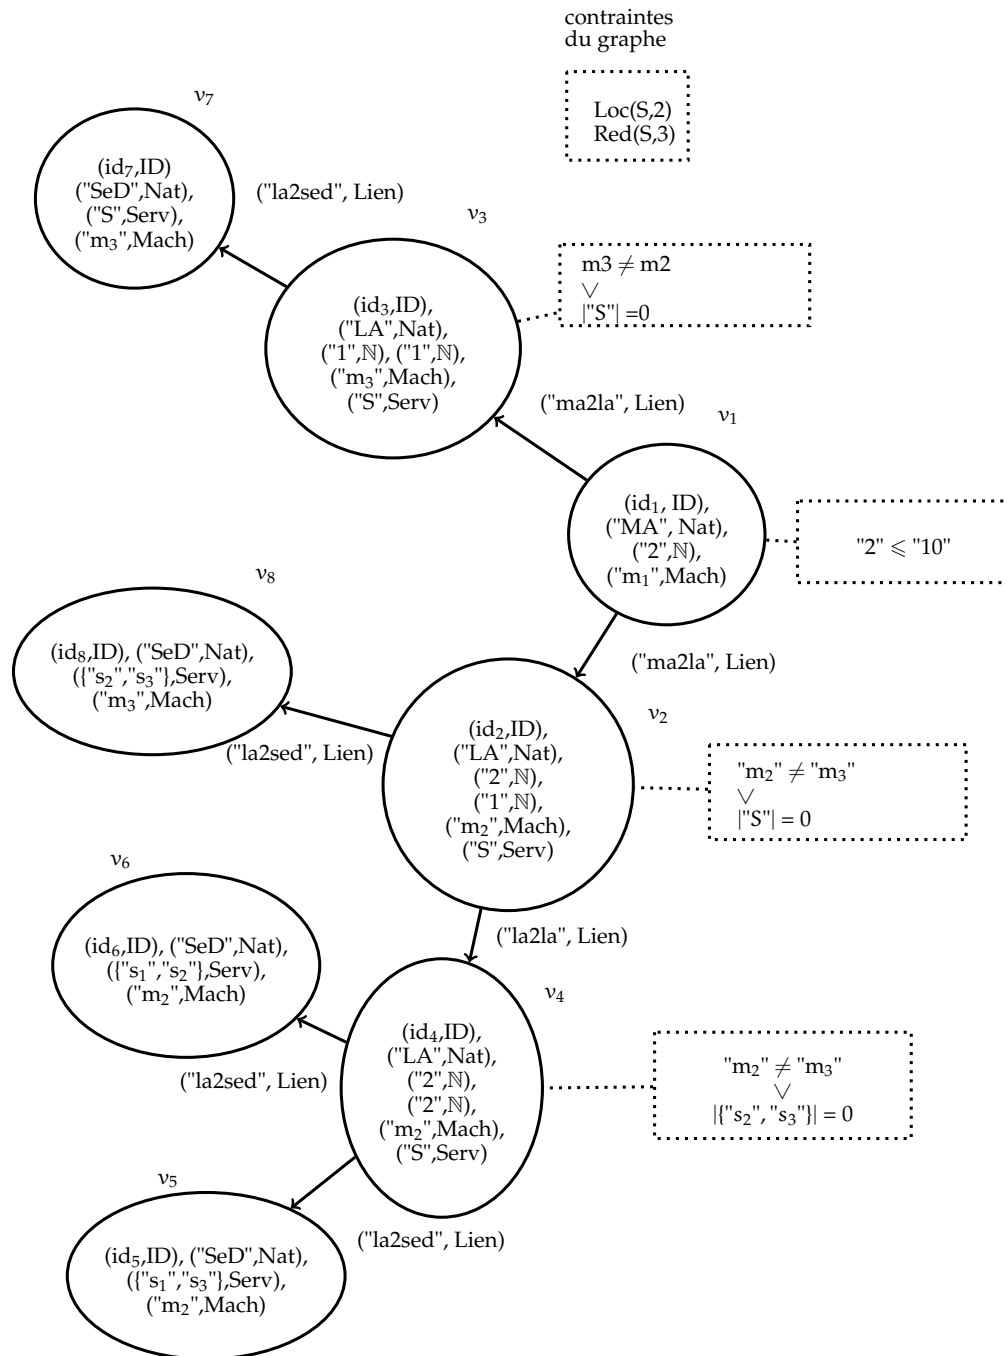 contraintes
du graphe
Loc(S,2)
Red(S,3)
v₇
(id₇,ID)
("SeD",Nat),
("S",Serv),
("m₃",Mach)
("la2sed", Lien)
v₃
(id₃,ID),
("LA",Nat),
("1",ℕ), ("1",ℕ),
("m₃",Mach),
("S",Serv)
m3 ≠ m2
∨
|"S"| =0
("ma2la", Lien)
v₁
(id₁, ID),
("MA", Nat),
("2",ℕ),
("m₁",Mach)
"2" ⩽ "10"
v₈
(id₈,ID), ("SeD",Nat),
({"s₂","s₃"},Serv),
("m₃",Mach)
("ma2la", Lien)
("la2sed", Lien)
v₂
(id₂,ID),
("LA",Nat),
("2",ℕ),
("1",ℕ),
("m₂",Mach),
("S",Serv)
"m₂" ≠ "m₃"
∨
|"S"| = 0
v₆
(id₆,ID), ("SeD",Nat),
({"s₁","s₂"},Serv),
("m₂",Mach)
("la2la", Lien)
("la2sed", Lien)
v₄
(id₄,ID),
("LA",Nat),
("2",ℕ),
("2",ℕ),
("m₂",Mach),
("S",Serv)
"m₂" ≠ "m₃"
∨
|{"s₂", "s₃"}| = 0
v₅
(id₅,ID), ("SeD",Nat),
({"s₁","s₃"},Serv),
("m₂",Mach)
("la2sed", Lien)